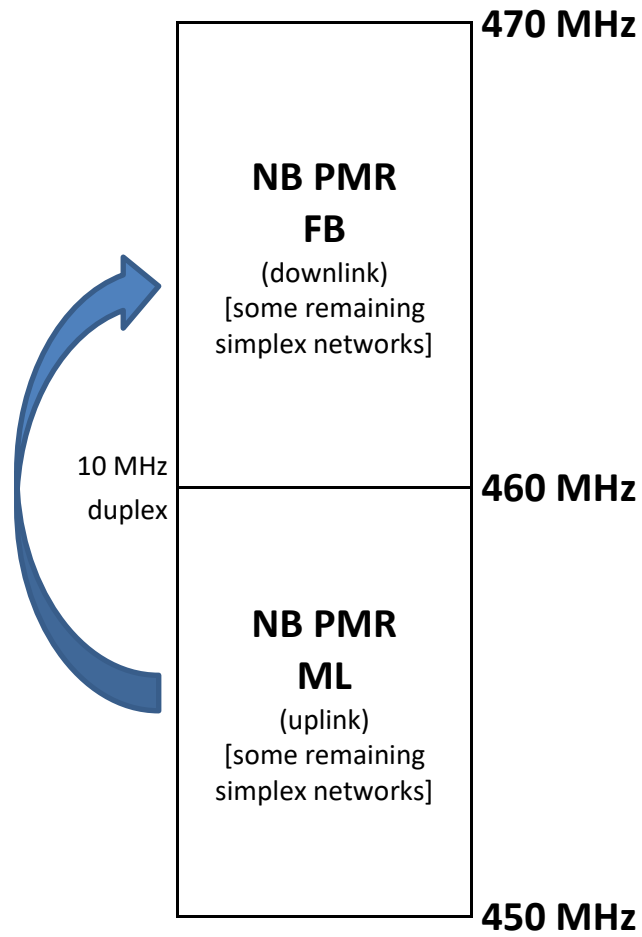 470 MHz
NB PMR
FB
(downlink)
[some remaining
simplex networks]
10 MHz
duplex
460 MHz
NB PMR
ML
(uplink)
[some remaining
simplex networks]
450 MHz